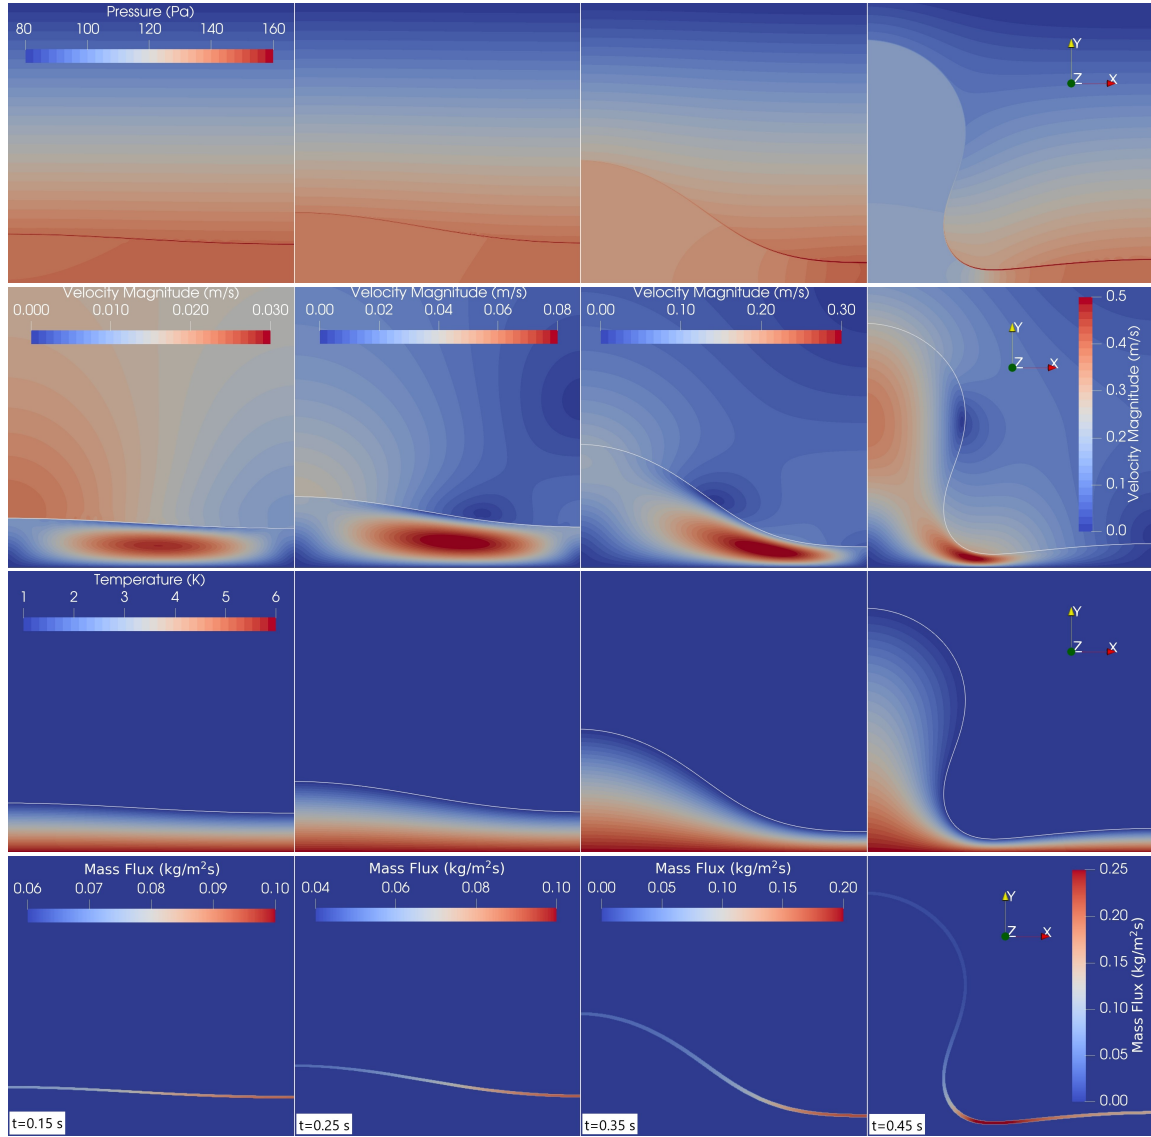 Pressure (Pa)
80 100 120 140 160
Y
Z X
Velocity Magnitude (m/s)
0.000 0.010 0.020 0.030
Velocity Magnitude (m/s)
0.00 0.02 0.04 0.06 0.08
Velocity Magnitude (m/s)
0.00 0.10 0.20 0.30
Y
Z X
0.5
0.4
0.3
0.2
0.1
0.0
Velocity Magnitude (m/s)
Temperature (K)
1 2 3 4 5 6
Y
Z X
Mass Flux (kg/m²s)
0.06 0.07 0.08 0.09 0.10
Mass Flux (kg/m²s)
0.04 0.06 0.08 0.10
Mass Flux (kg/m²s)
0.00 0.05 0.10 0.15 0.20
Y
Z X
0.25
0.20
0.15
0.10
0.05
0.00
Mass Flux (kg/m²s)
t=0.15 s
t=0.25 s
t=0.35 s
t=0.45 s